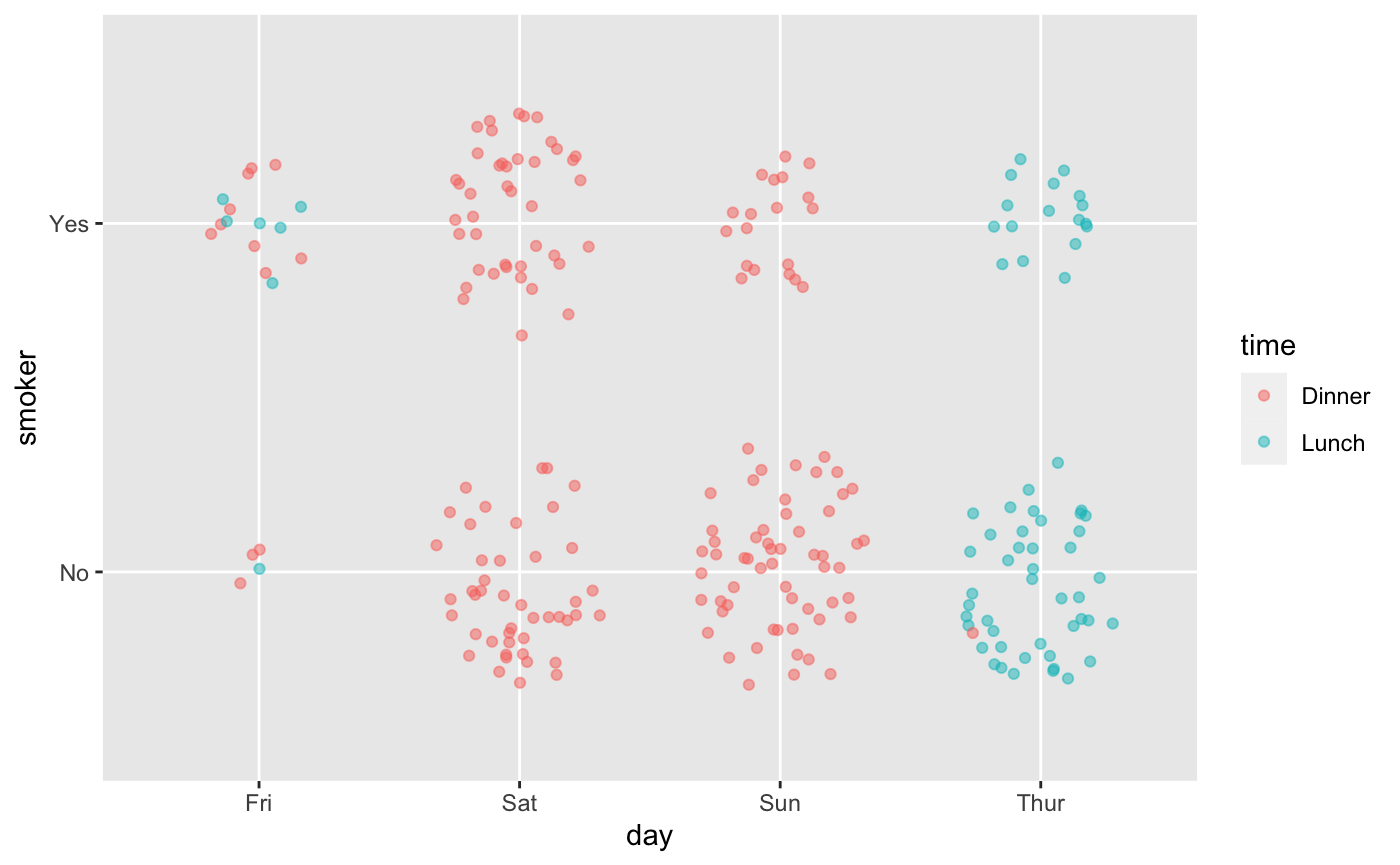 Yes
No
smoker
Fri Sat Sun Thur
day
time
Dinner
Lunch